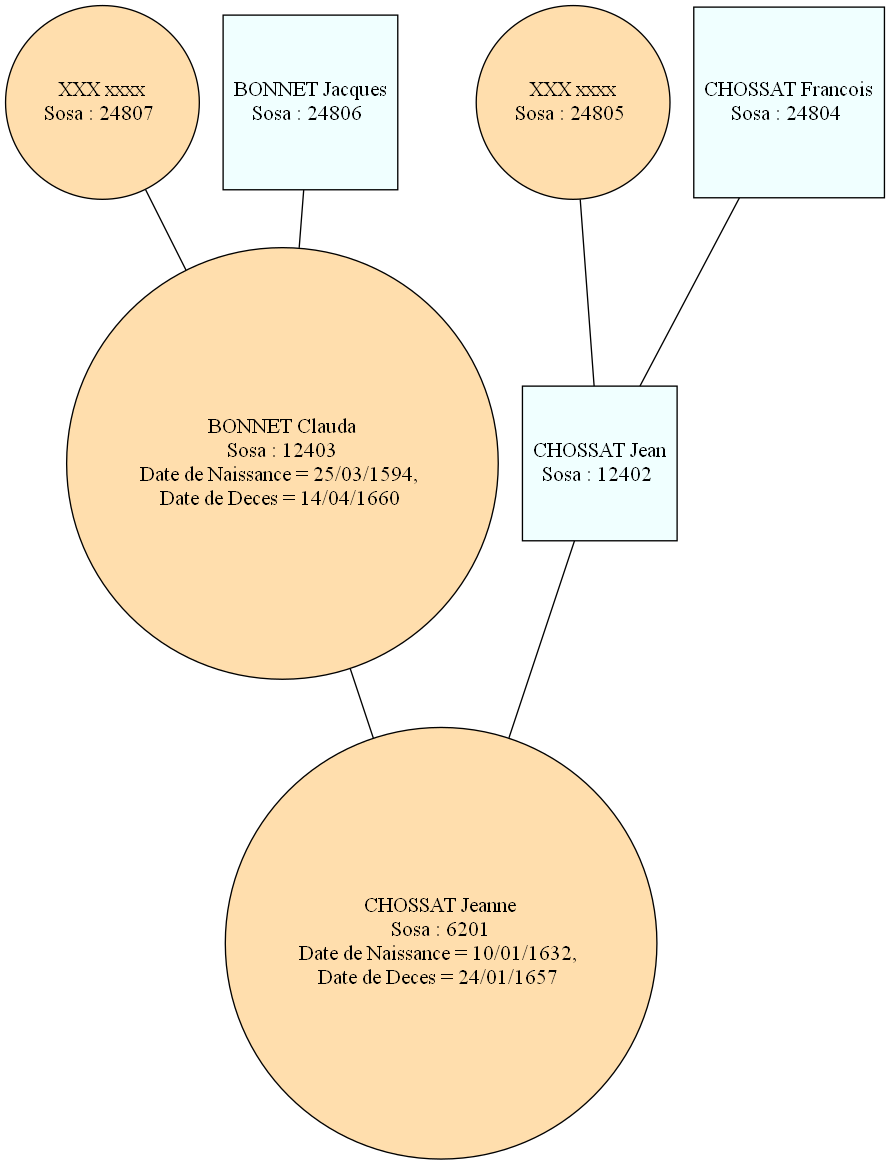 XXX xxxx
Sosa : 24807
BONNET Jacques
Sosa : 24806
XXX xxxx
Sosa : 24805
CHOSSAT Francois
Sosa : 24804
BONNET Clauda
Sosa : 12403
Date de Naissance = 25/03/1594,
Date de Deces = 14/04/1660
CHOSSAT Jean
Sosa : 12402
CHOSSAT Jeanne
Sosa : 6201
Date de Naissance = 10/01/1632,
Date de Deces = 24/01/1657